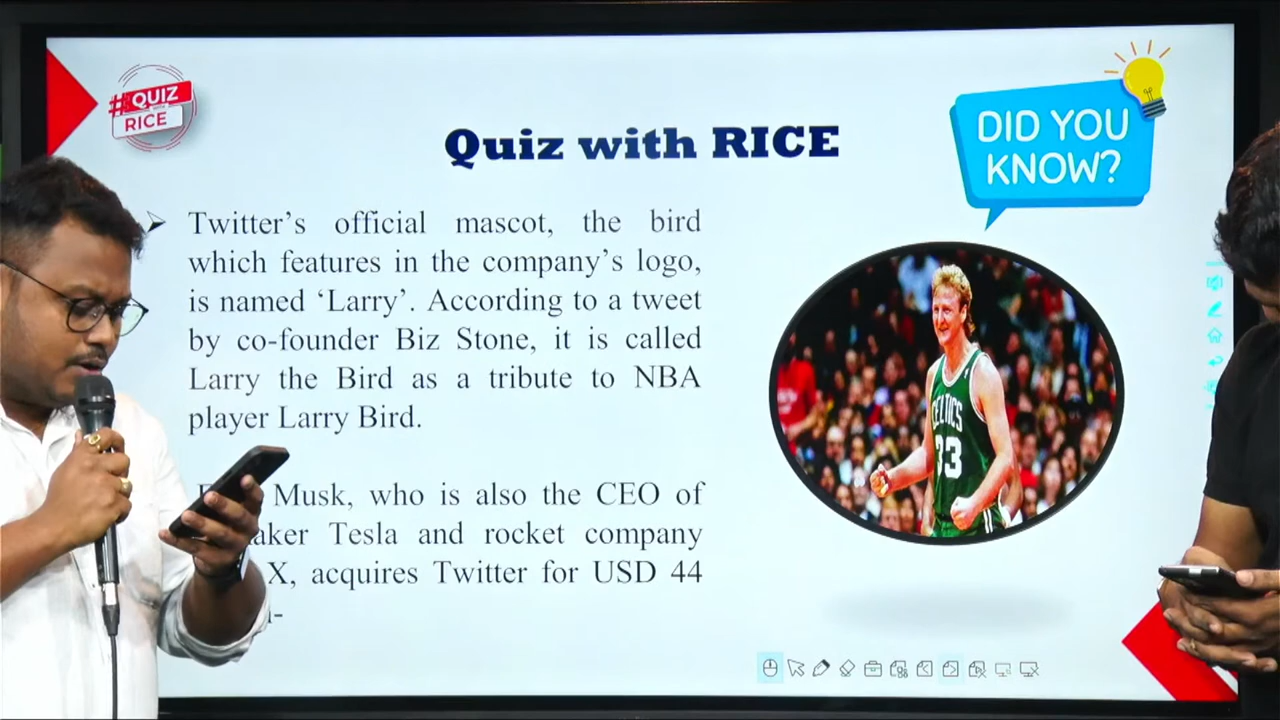 #QUIZ
RICE
Quiz with RICE
DID YOU
KNOW?
Twitter's official mascot, the bird
which features in the company's logo,
is named ‘Larry’. According to a tweet
by co-founder Biz Stone, it is called
Larry the Bird as a tribute to NBA
player Larry Bird.
Musk, who is also the CEO of
Tesla and rocket company
X, acquires Twitter for USD 44
CELTICS
33